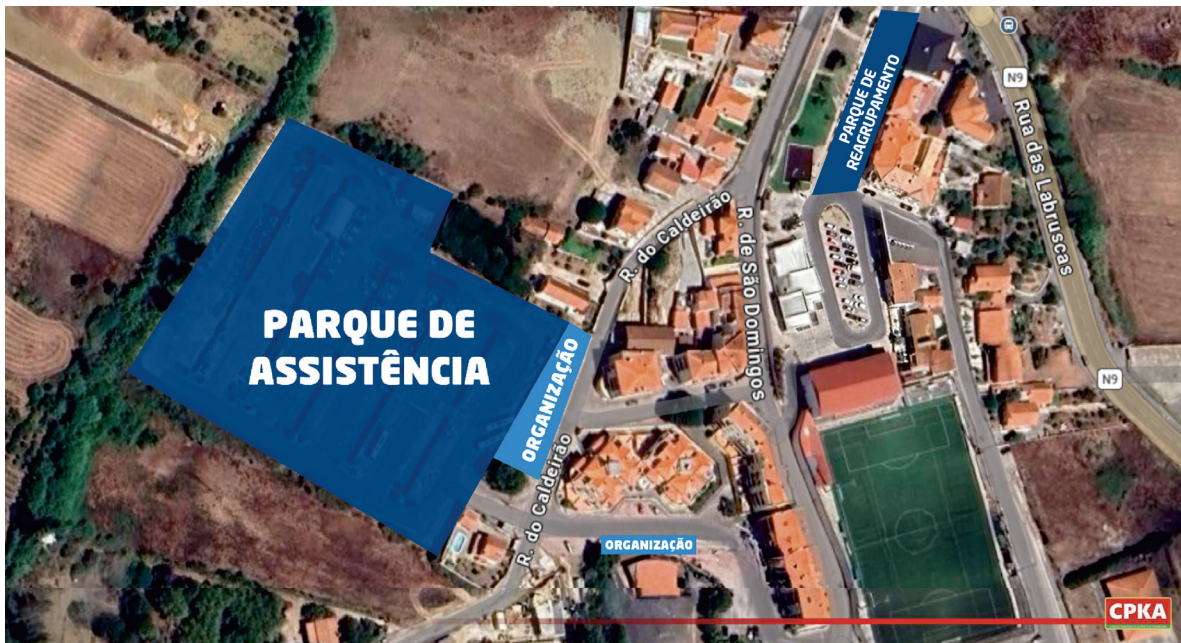 PARQUE DE
REAGRUPAMENTO
N9
Rua das Labruscas
R. do Caldeirão
R. de São Domingos
PARQUE DE
ASSISTÊNCIA
ORGANIZAÇÃO
N9
R. do Caldeirão
ORGANIZAÇÃO
CPKA